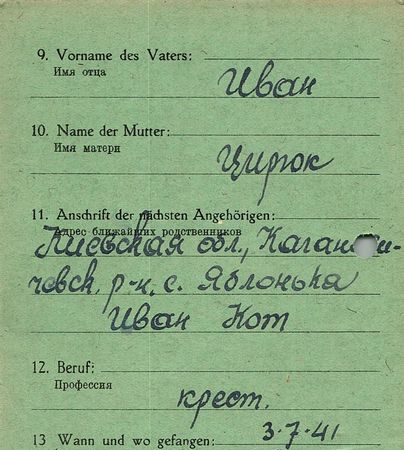 9. Vorname des Vaters:
Имя отца
Иван
10. Name der Mutter:
Имя матери
Цирюк
11. Anschrift der nächsten Angehörigen:
Адрес ближайших родственников
Киевская обл., Кагано
чевск. р-н, с. Яблонька
Иван Кот
12. Beruf:
Профессия
крест.
13 Wann und wo gefangen: 3.7.41